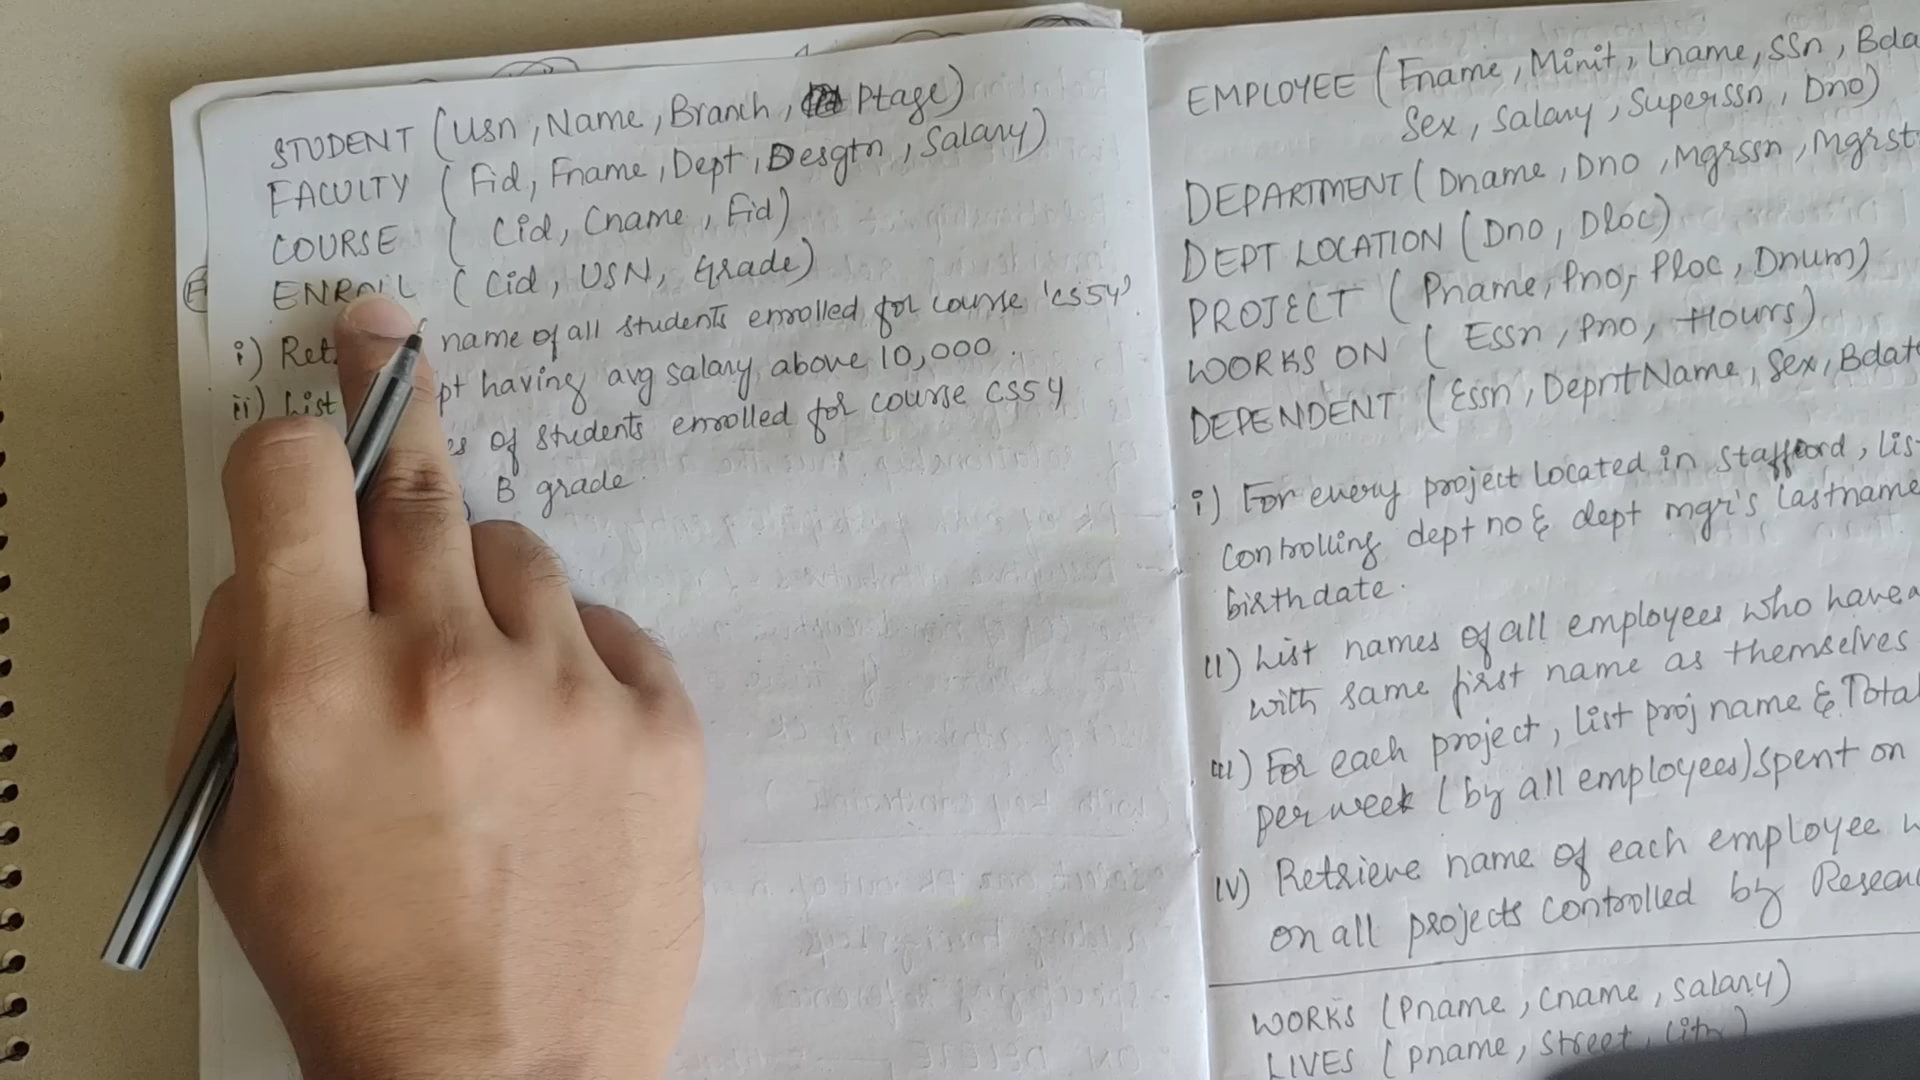 STUDENT (Usn, Name, Branch, Ptage)
FACULTY (Fid, Fname, Dept, Desgtn, Salary)
COURSE ( Cid, Cname, Fid)
ENROLL ( Cid, USN, Grade)
i) name of all students enrolled for course 'CS54'
ii) List having avg salary above 10,000.
of students enrolled for course CS54
B grade.
EMPLOYEE (Fname, Minit, Lname, SSn, Bda
Sex, Salary, Superssn, Dno)
DEPARTMENT (Dname, Dno, Mgrssn, Mgrst
DEPT LOCATION (Dno, Dloc)
PROJECT ( Pname, Pno, Ploc, Dnum)
WORKS ON ( Essn, Pno, Hours)
DEPENDENT (Essn, DepntName, Sex, Bdate
i) For every project located in Stafford, lis
controlling dept no & dept mgr's Lastname
birthdate.
ii) List names of all employees who have a
with same first name as themselves
iii) For each project, list proj name & Total
per week (by all employees) spent on
iv) Retrieve name of each employee w
on all projects controlled by Resear
WORKS (Pname, Cname, salary)
LIVES (Pname, Street, City)